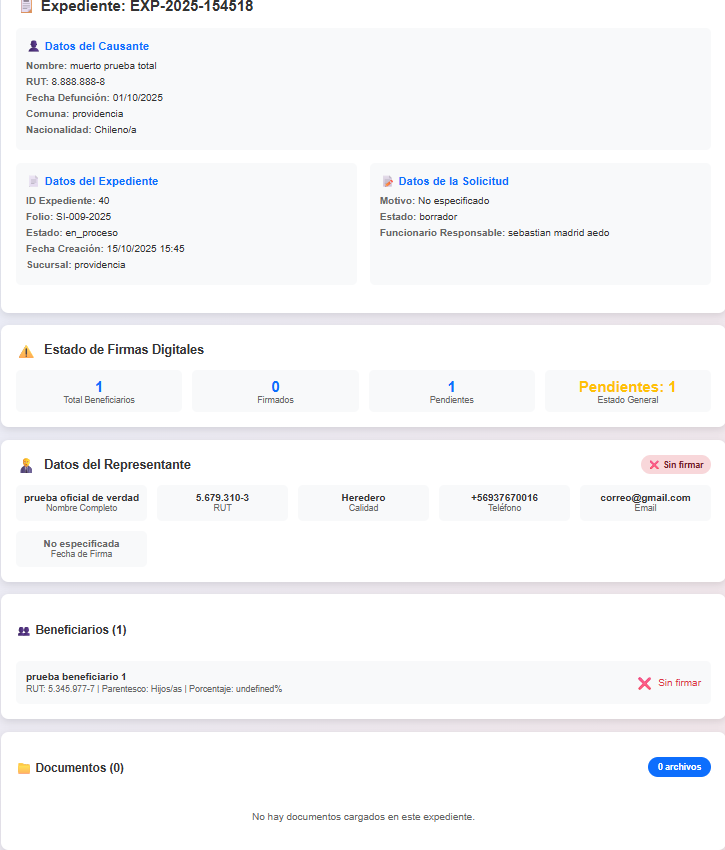 Expediente: EXP-2025-154518
Datos del Causante
Nombre: muerto prueba total
RUT: 8.888.888-8
Fecha Defunción: 01/10/2025
Comuna: providencia
Nacionalidad: Chileno/a
Datos del Expediente
ID Expediente: 40
Folio: SI-009-2025
Estado: en_proceso
Fecha Creación: 15/10/2025 15:45
Sucursal: providencia
Datos de la Solicitud
Motivo: No especificado
Estado: borrador
Funcionario Responsable: sebastian madrid aedo
Estado de Firmas Digitales
1
Total Beneficiarios
0
Firmados
1
Pendientes
Pendientes: 1
Estado General
Datos del Representante
Sin firmar
prueba oficial de verdad
Nombre Completo
5.679.310-3
RUT
Heredero
Calidad
+56937670016
Teléfono
correo@gmail.com
Email
No especificada
Fecha de Firma
Beneficiarios (1)
prueba beneficiario 1
RUT: 5.345.977-7 | Parentesco: Hijos/as | Porcentaje: undefined%
Sin firmar
Documentos (0)
0 archivos
No hay documentos cargados en este expediente.